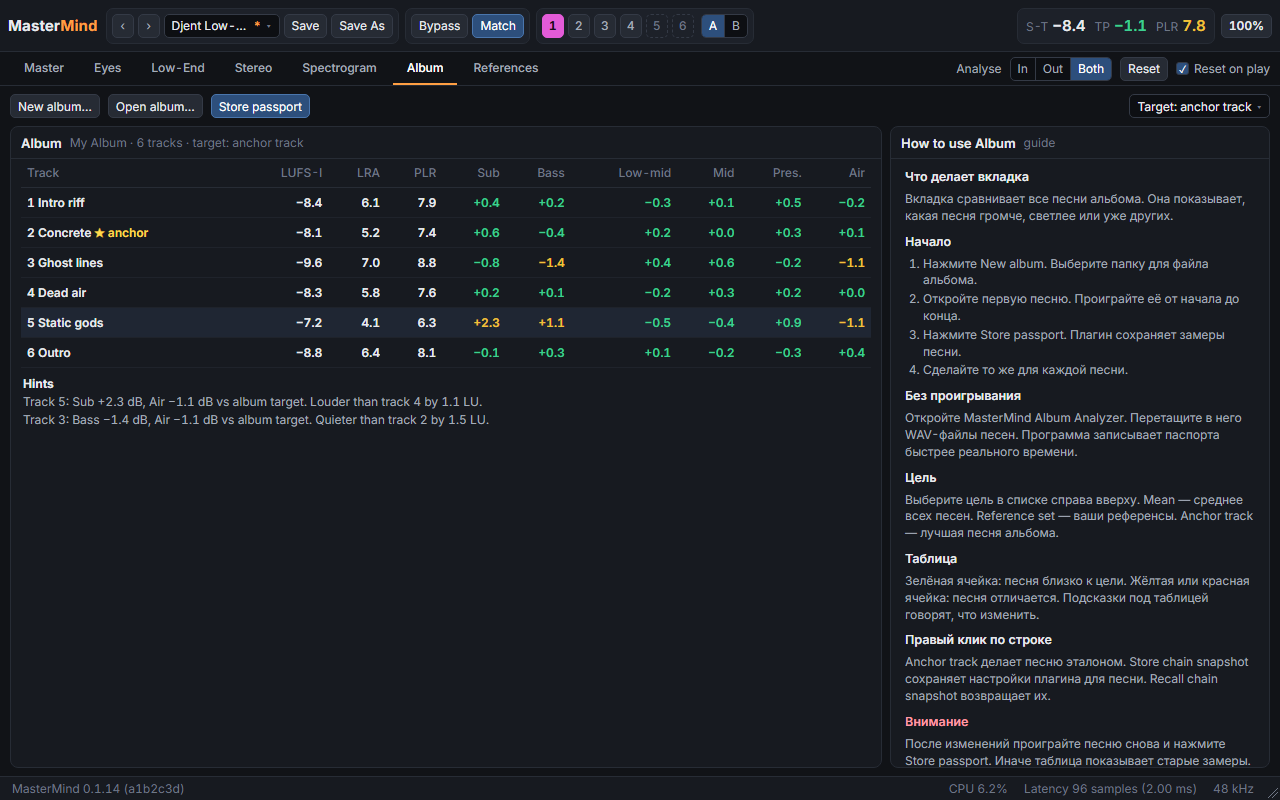 MasterMind ‹ › Djent Low-... * Save Save As Bypass Match 1 2 3 4 5 6 A B S-T −8.4 TP −1.1 PLR 7.8 100%
Master Eyes Low-End Stereo Spectrogram Album References Analyse In Out Both Reset Reset on play
New album... Open album... Store passport Target: anchor track
Album My Album · 6 tracks · target: anchor track
Track LUFS-I LRA PLR Sub Bass Low-mid Mid Pres. Air
1 Intro riff −8.4 6.1 7.9 +0.4 +0.2 −0.3 +0.1 +0.5 −0.2
2 Concrete ★ anchor −8.1 5.2 7.4 +0.6 −0.4 +0.2 +0.0 +0.3 +0.1
3 Ghost lines −9.6 7.0 8.8 −0.8 −1.4 +0.4 +0.6 −0.2 −1.1
4 Dead air −8.3 5.8 7.6 +0.2 +0.1 −0.2 +0.3 +0.2 +0.0
5 Static gods −7.2 4.1 6.3 +2.3 +1.1 −0.5 −0.4 +0.9 −1.1
6 Outro −8.8 6.4 8.1 −0.1 +0.3 +0.1 −0.2 −0.3 +0.4
Hints
Track 5: Sub +2.3 dB, Air −1.1 dB vs album target. Louder than track 4 by 1.1 LU.
Track 3: Bass −1.4 dB, Air −1.1 dB vs album target. Quieter than track 2 by 1.5 LU.
How to use Album guide
Что делает вкладка
Вкладка сравнивает все песни альбома. Она показывает,
какая песня громче, светлее или уже других.
Начало
1. Нажмите New album. Выберите папку для файла
альбома.
2. Откройте первую песню. Проиграйте её от начала до
конца.
3. Нажмите Store passport. Плагин сохраняет замеры
песни.
4. Сделайте то же для каждой песни.
Без проигрывания
Откройте MasterMind Album Analyzer. Перетащите в него
WAV-файлы песен. Программа записывает паспорта
быстрее реального времени.
Цель
Выберите цель в списке справа вверху. Mean — среднее
всех песен. Reference set — ваши референсы. Anchor track
— лучшая песня альбома.
Таблица
Зелёная ячейка: песня близко к цели. Жёлтая или красная
ячейка: песня отличается. Подсказки под таблицей
говорят, что изменить.
Правый клик по строке
Anchor track делает песню эталоном. Store chain snapshot
сохраняет настройки плагина для песни. Recall chain
snapshot возвращает их.
Внимание
После изменений проиграйте песню снова и нажмите
Store passport. Иначе таблица показывает старые замеры.
MasterMind 0.1.14 (a1b2c3d) CPU 6.2% Latency 96 samples (2.00 ms) 48 kHz